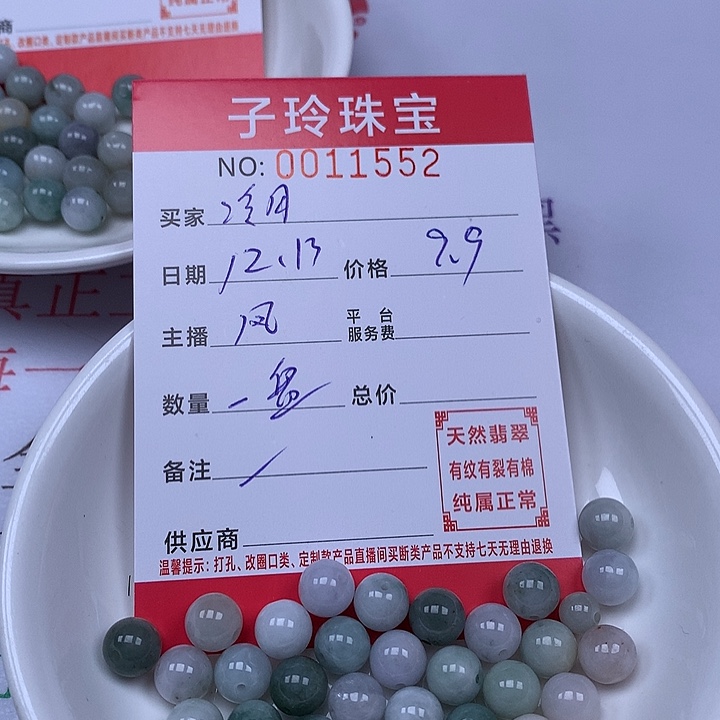 子玲珠宝
NO: 0011552
买家 冷月
日期 12.13 价格 9.9
主播 风 平台服务费
数量 一盘 总价
备注 /
天然翡翠
有纹有裂有棉
纯属正常
供应商
温馨提示: 打孔、改圈口类、定制款产品直播间买断类产品不支持七天无理由退换